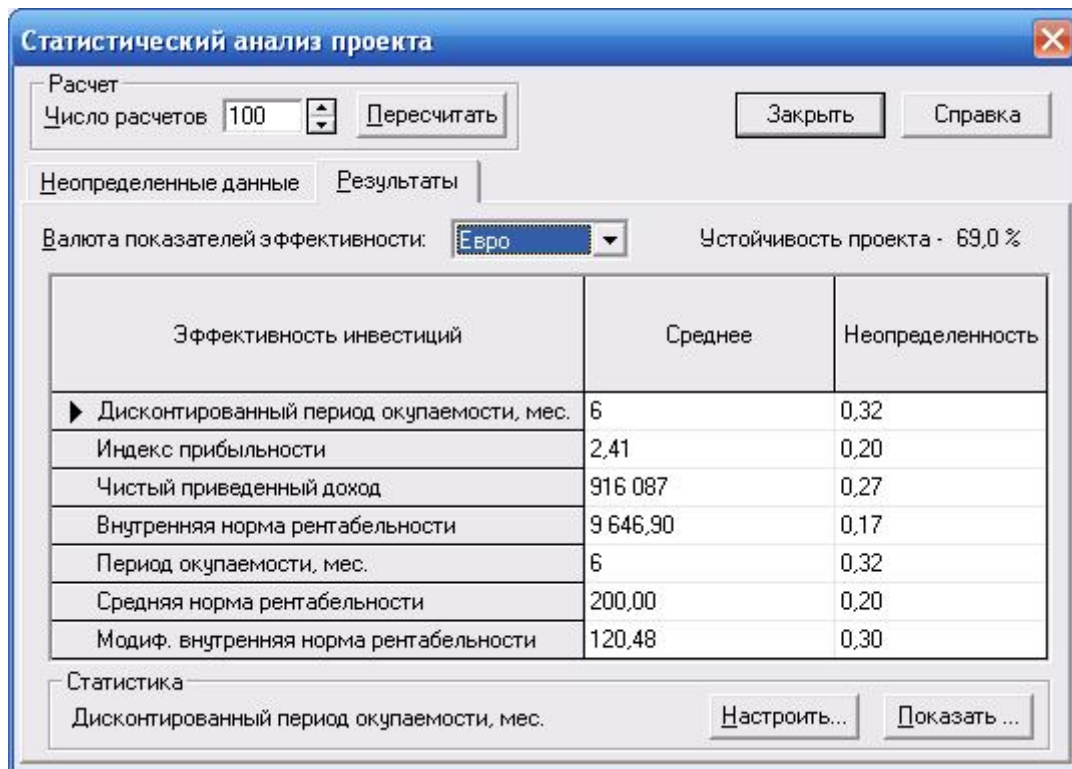 Статистический анализ проекта
Расчет
Число расчетов 100 Пересчитать Закрыть Справка
Неопределенные данные Результаты
Валюта показателей эффективности: Евро Устойчивость проекта - 69,0 %
Эффективность инвестиций Среднее Неопределенность
Дисконтированный период окупаемости, мес. 6 0,32
Индекс прибыльности 2,41 0,20
Чистый приведенный доход 916 087 0,27
Внутренняя норма рентабельности 9 646,90 0,17
Период окупаемости, мес. 6 0,32
Средняя норма рентабельности 200,00 0,20
Модиф. внутренняя норма рентабельности 120,48 0,30
Статистика
Дисконтированный период окупаемости, мес. Настроить... Показать ...